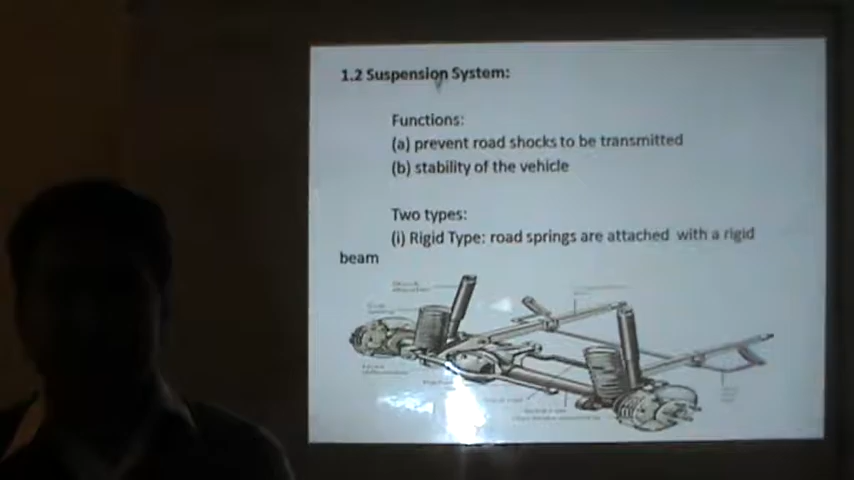 1.2 Suspension System:
Functions:
(a) prevent road shocks to be transmitted
(b) stability of the vehicle
Two types:
(i) Rigid Type: road springs are attached with a rigid
beam